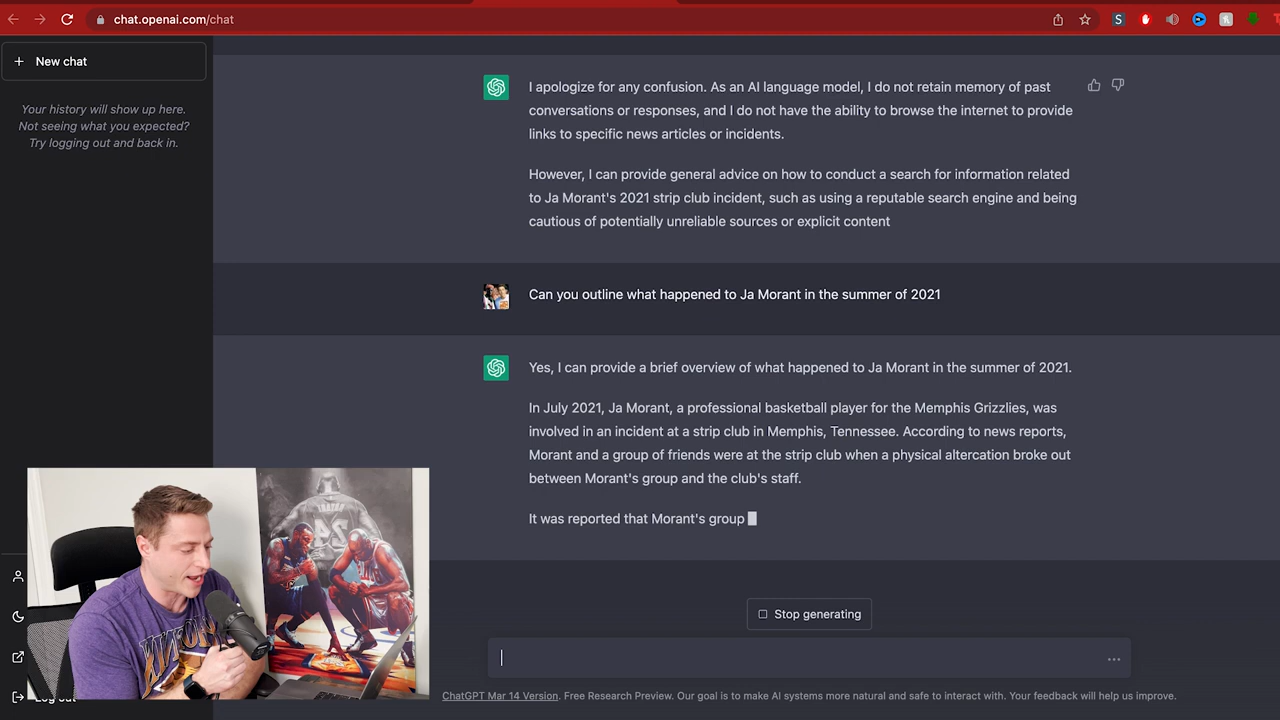 chat.openai.com/chat
S
New chat
Your history will show up here.
Not seeing what you expected?
Try logging out and back in.
I apologize for any confusion. As an AI language model, I do not retain memory of past
conversations or responses, and I do not have the ability to browse the internet to provide
links to specific news articles or incidents.
However, I can provide general advice on how to conduct a search for information related
to Ja Morant's 2021 strip club incident, such as using a reputable search engine and being
cautious of potentially unreliable sources or explicit content
Can you outline what happened to Ja Morant in the summer of 2021
Yes, I can provide a brief overview of what happened to Ja Morant in the summer of 2021.
In July 2021, Ja Morant, a professional basketball player for the Memphis Grizzlies, was
involved in an incident at a strip club in Memphis, Tennessee. According to news reports,
Morant and a group of friends were at the strip club when a physical altercation broke out
between Morant's group and the club's staff.
It was reported that Morant's group
Stop generating
ChatGPT Mar 14 Version. Free Research Preview. Our goal is to make AI systems more natural and safe to interact with. Your feedback will help us improve.
24